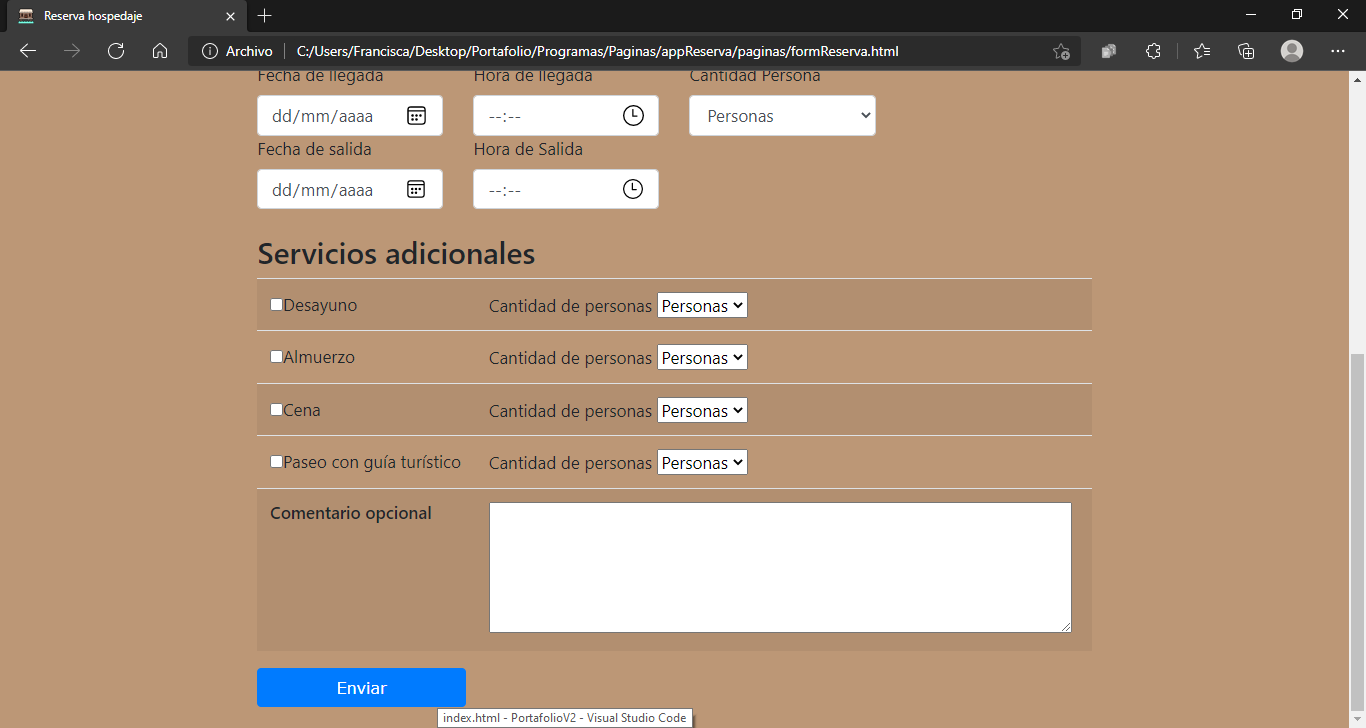 Reserva hospedaje
Archivo C:/Users/Francisca/Desktop/Portafolio/Programas/Paginas/appReserva/paginas/formReserva.html
Fecha de llegada Hora de llegada Cantidad Persona
dd/mm/aaaa --:-- Personas
Fecha de salida Hora de Salida
dd/mm/aaaa --:--
Servicios adicionales
Desayuno Cantidad de personas Personas
Almuerzo Cantidad de personas Personas
Cena Cantidad de personas Personas
Paseo con guía turístico Cantidad de personas Personas
Comentario opcional
Enviar
index.html - PortafolioV2 - Visual Studio Code